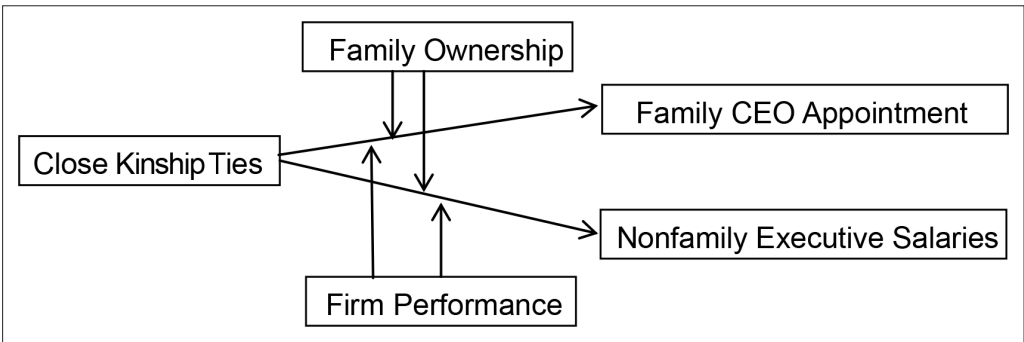 Family Ownership
Family CEO Appointment
Close Kinship Ties
Nonfamily Executive Salaries
Firm Performance